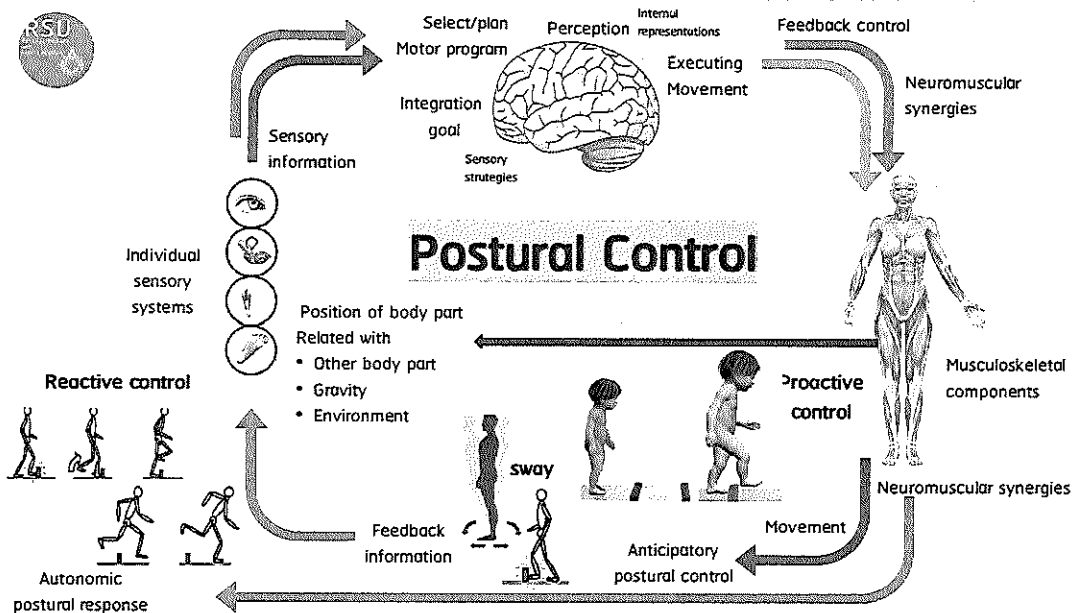 RSU
Select/plan
Motor program
Perception
Internal
representations
Feedback control
Executing
Movement
Neuromuscular
synergies
Integration
goal
Sensory
strategies
Sensory
information
Postural Control
Individual
sensory
systems
Position of body part
Related with
• Other body part
• Gravity
• Environment
Reactive control
Proactive
control
Musculoskeletal
components
sway
Neuromuscular synergies
Movement
Feedback
information
Anticipatory
postural control
Autonomic
postural response